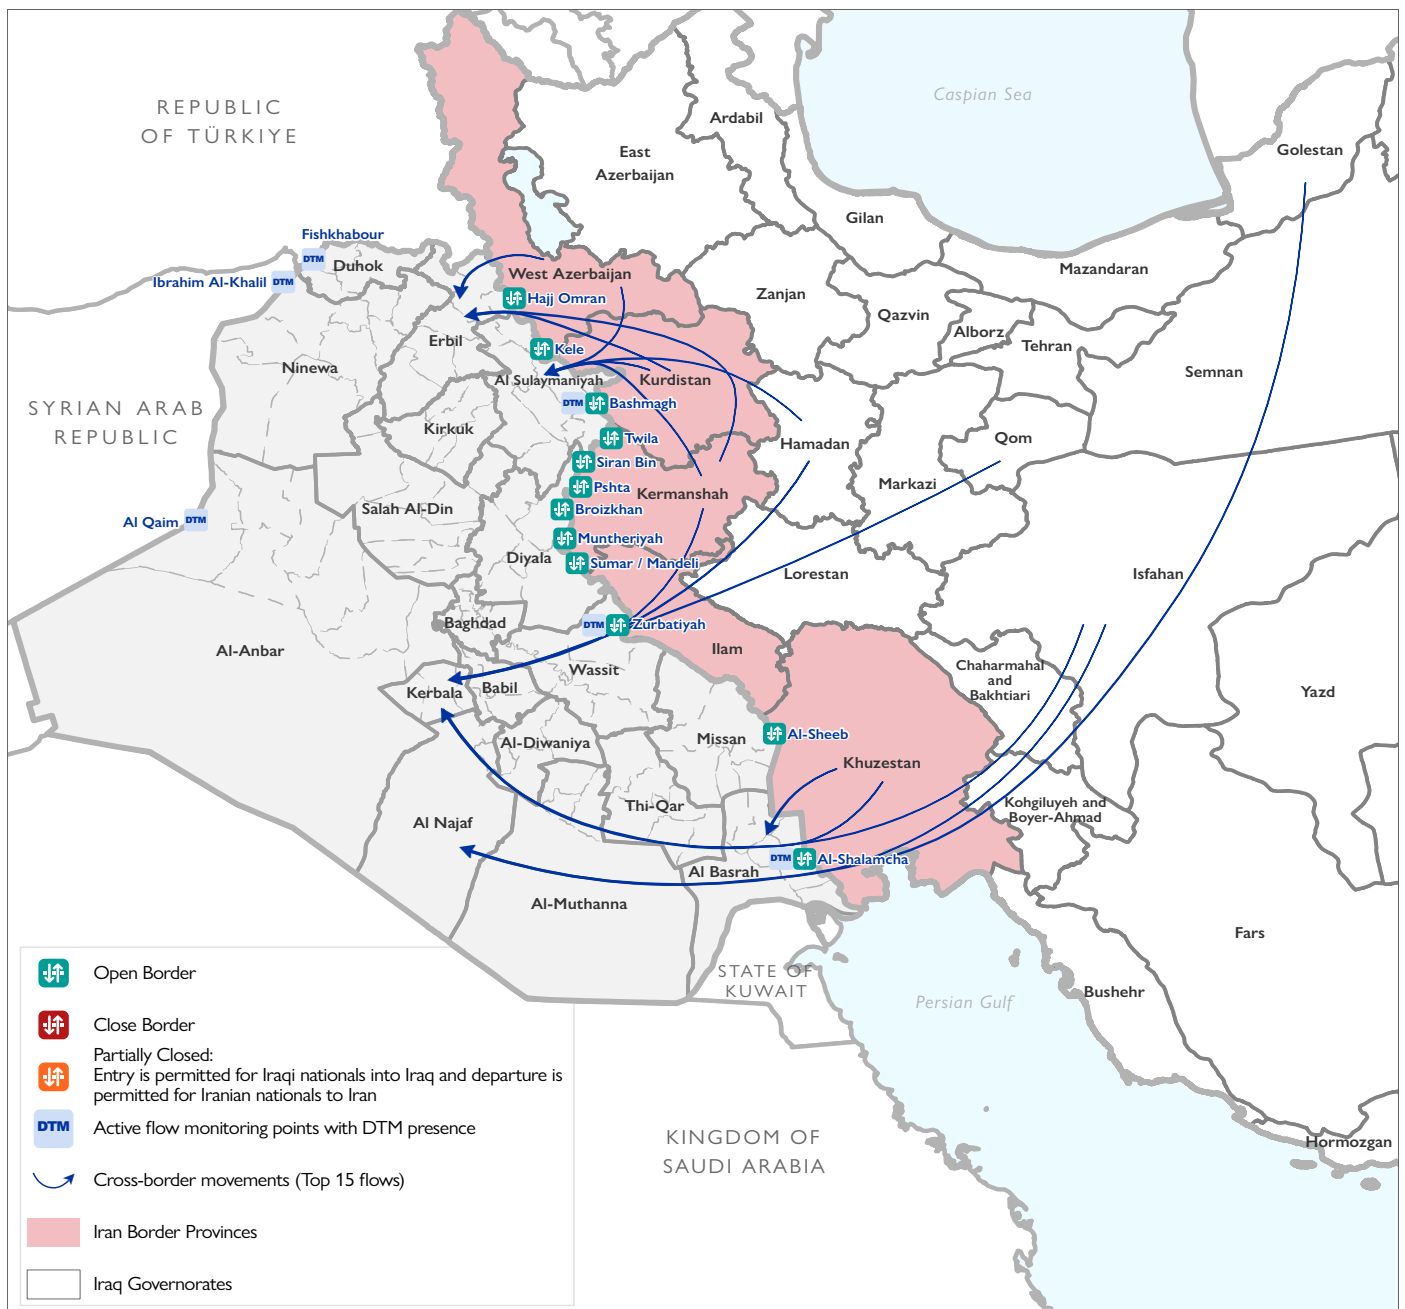 REPUBLIC
OF TÜRKIYE
Caspian Sea
Ardabil
East
Azerbaijan
Golestan
Gilan
Fishkhabour
DTM
Duhok
Ibrahim Al-Khalil
DTM
West Azerbaijan
Mazandaran
Zanjan
Hajj Omran
Qazvin
Alborz
Tehran
Erbil
Kele
Ninewa
Semnan
Al Sulaymaniyah
Kurdistan
SYRIAN ARAB
REPUBLIC
DTM
Bashmagh
Kirkuk
Twila
Hamadan
Qom
Siran Bin
Markazi
Pshta
Kermanshah
Salah Al-Din
Broizkhan
Al Qaim
DTM
Muntheriyah
Diyala
Sumar / Mandeli
Lorestan
Isfahan
Baghdad
DTM
Zurbatiyah
Al-Anbar
Ilam
Wassit
Chaharmahal
and
Bakhtiari
Kerbala
Babil
Yazd
Al-Diwaniya
Missan
Al-Sheeb
Khuzestan
Thi-Qar
Kohgiluyeh and
Boyer-Ahmad
Al Najaf
DTM
Al-Shalamcha
Al Basrah
Al-Muthanna
Fars
STATE OF
KUWAIT
Persian Gulf
Bushehr
KINGDOM OF
SAUDI ARABIA
Hormozgan
Open Border
Close Border
Partially Closed:
Entry is permitted for Iraqi nationals into Iraq and departure is
permitted for Iranian nationals to Iran
DTM
Active flow monitoring points with DTM presence
Cross-border movements (Top 15 flows)
Iran Border Provinces
Iraq Governorates